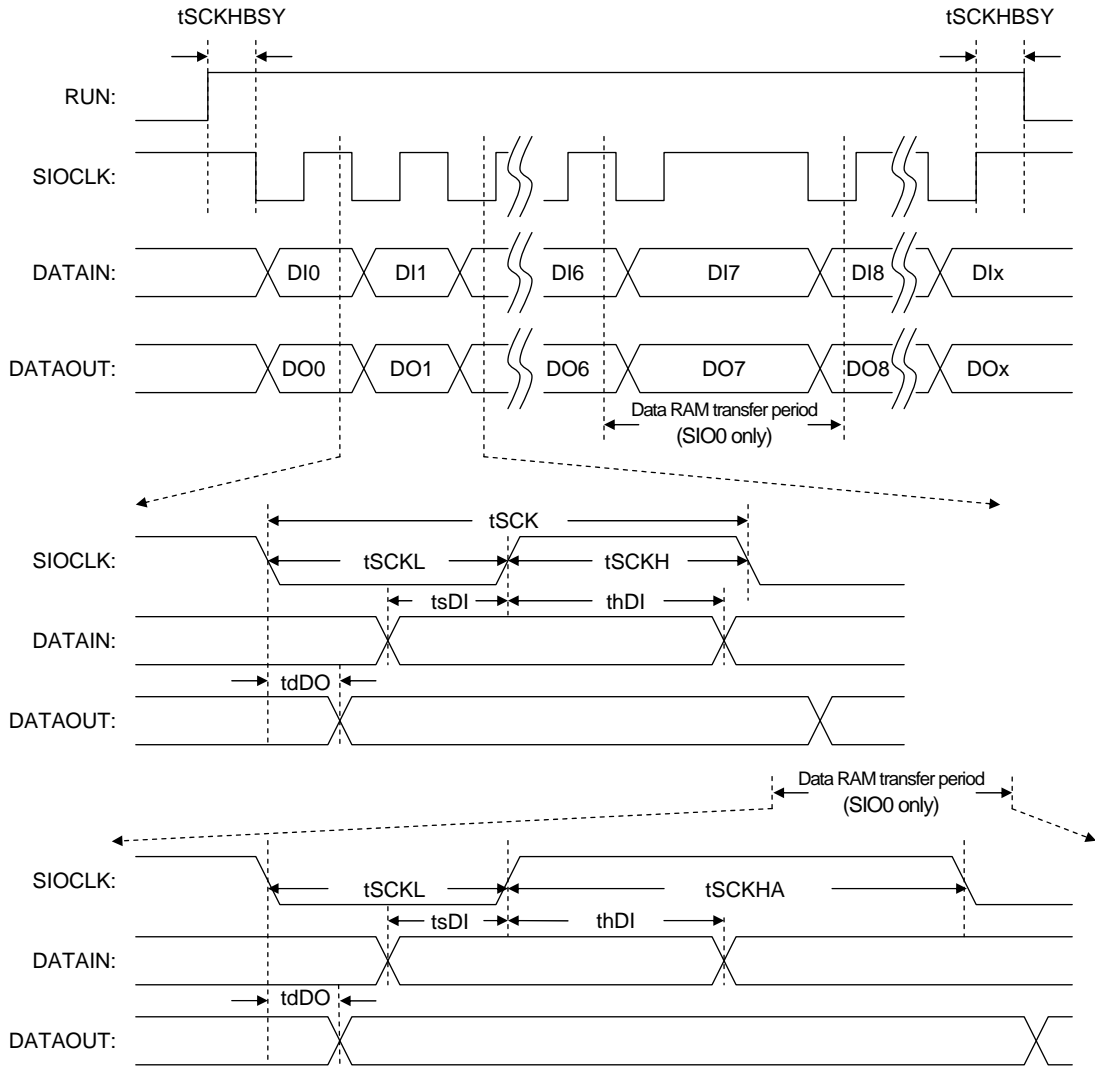 tSCKHBSY tSCKHBSY
RUN:
SIOCLK:
DATAIN: DI0 DI1 DI6 DI7 DI8 DIx
DATAOUT: DO0 DO1 DO6 DO7 DO8 DOx
Data RAM transfer period
(SIO0 only)
tSCK
SIOCLK: tSCKL tSCKH
tsDI thDI
DATAIN:
tdDO
DATAOUT:
Data RAM transfer period
(SIO0 only)
SIOCLK: tSCKL tSCKHA
tsDI thDI
DATAIN:
tdDO
DATAOUT: